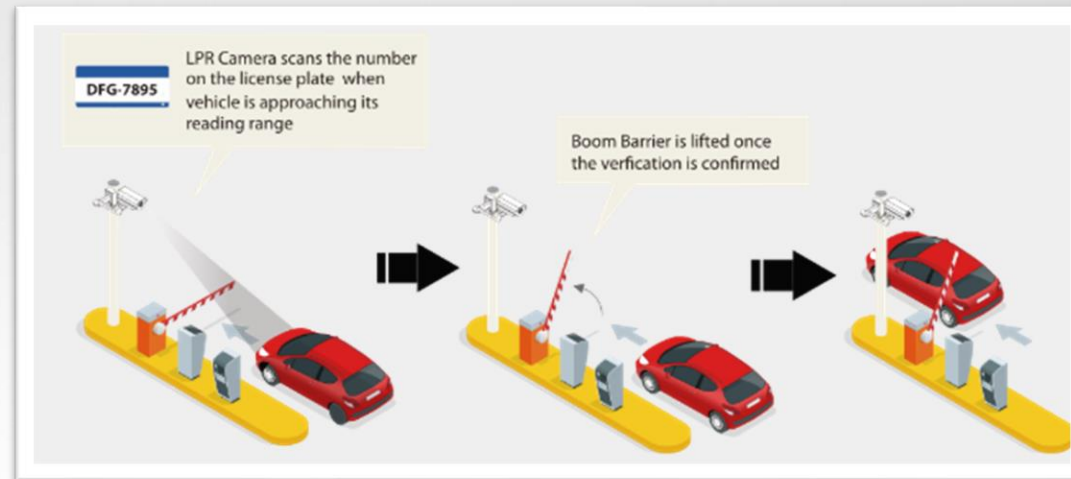 DFG-7895
LPR Camera scans the number
on the license plate when
vehicle is approaching its
reading range
Boom Barrier is lifted once
the verfication is confirmed